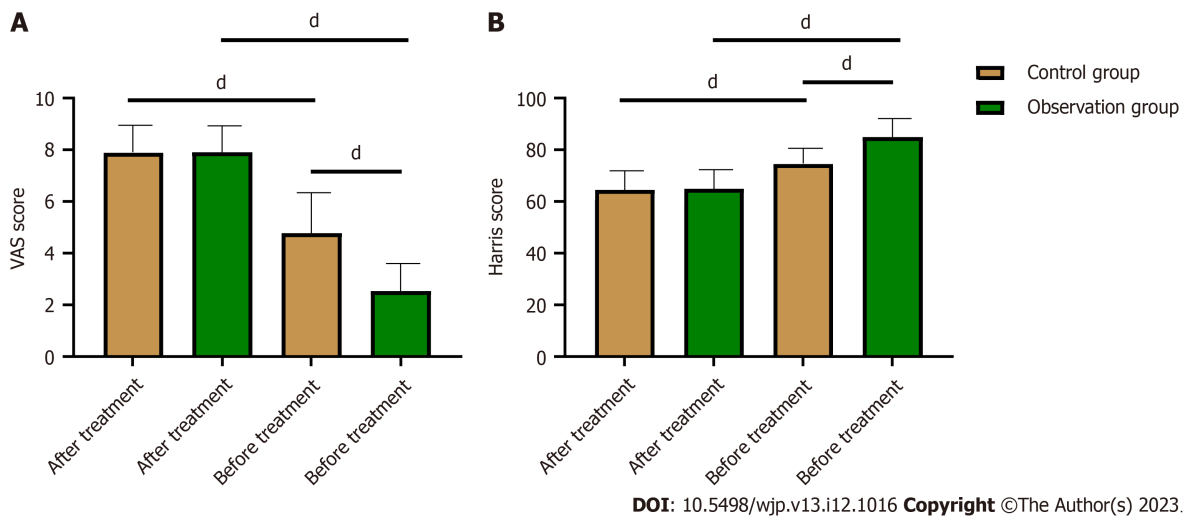 A
d
d
d
10
8
6
4
2
0
VAS score
After treatment
After treatment
Before treatment
Before treatment
B
d
d
d
100
80
60
40
20
0
Harris score
After treatment
After treatment
Before treatment
Before treatment
Control group
Observation group
DOI: 10.5498/wjp.v13.i12.1016 Copyright ©The Author(s) 2023.